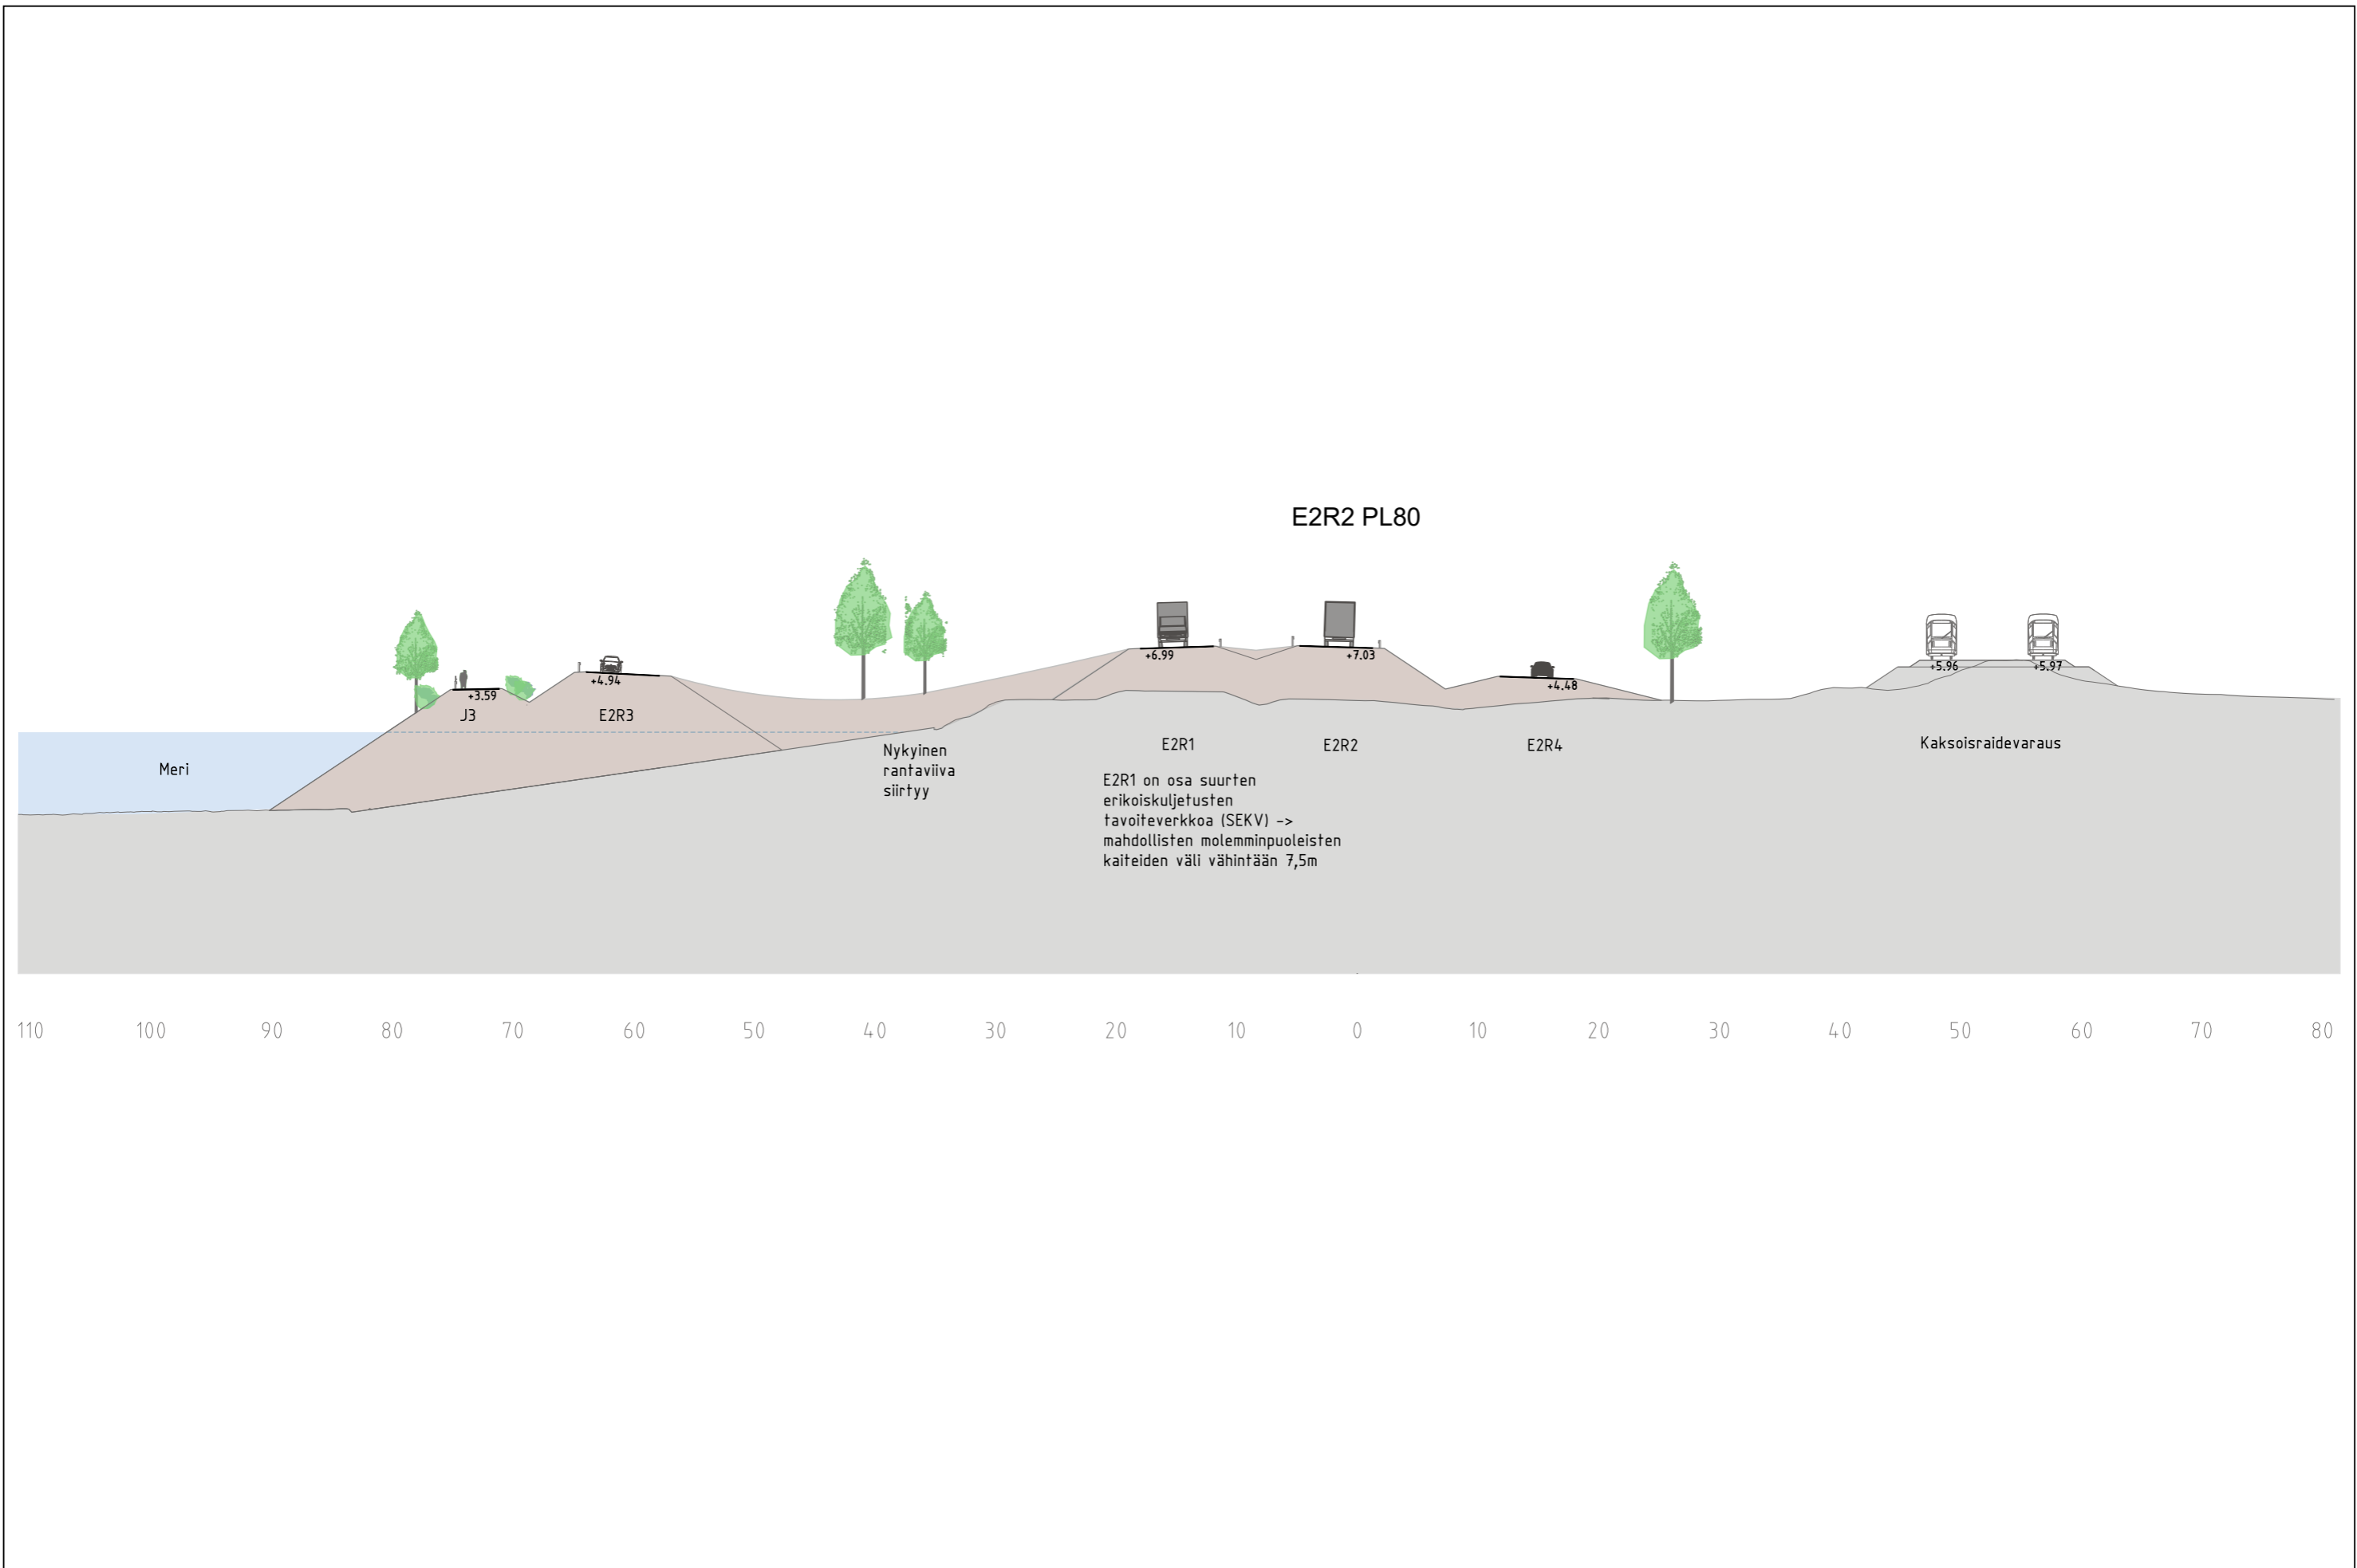 E2R2 PL80
+6.99
+7.03
+5.96
+5.97
+4.94
+4.48
+3.59
J3
E2R3
E2R1
E2R2
E2R4
Kaksoisraidevaraus
Meri
Nykyinen
rantaviiva
siirtyy
E2R1 on osa suurten
erikoiskuljetusten
tavoiteverkkoa (SEKV) ->
mahdollisten molemminpuoleisten
kaiteiden väli vähintään 7,5m
110 100 90 80 70 60 50 40 30 20 10 0 10 20 30 40 50 60 70 80